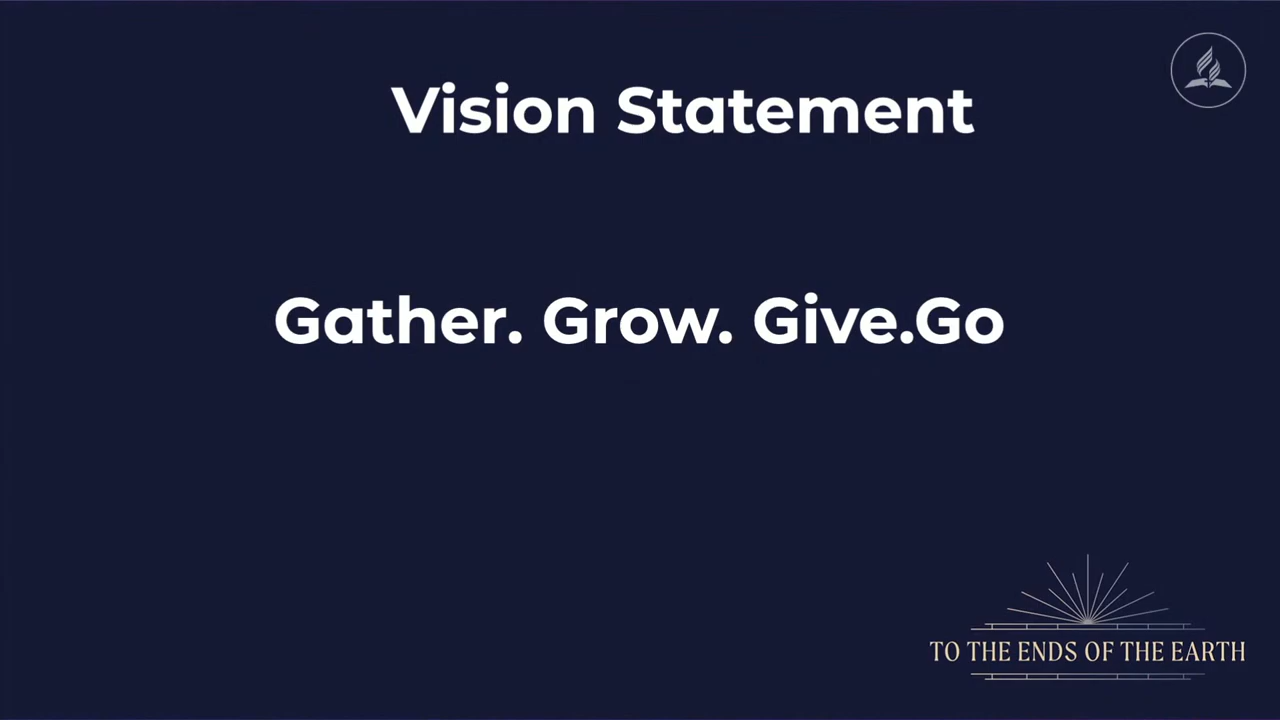 Vision Statement
Gather. Grow. Give.Go
TO THE ENDS OF THE EARTH